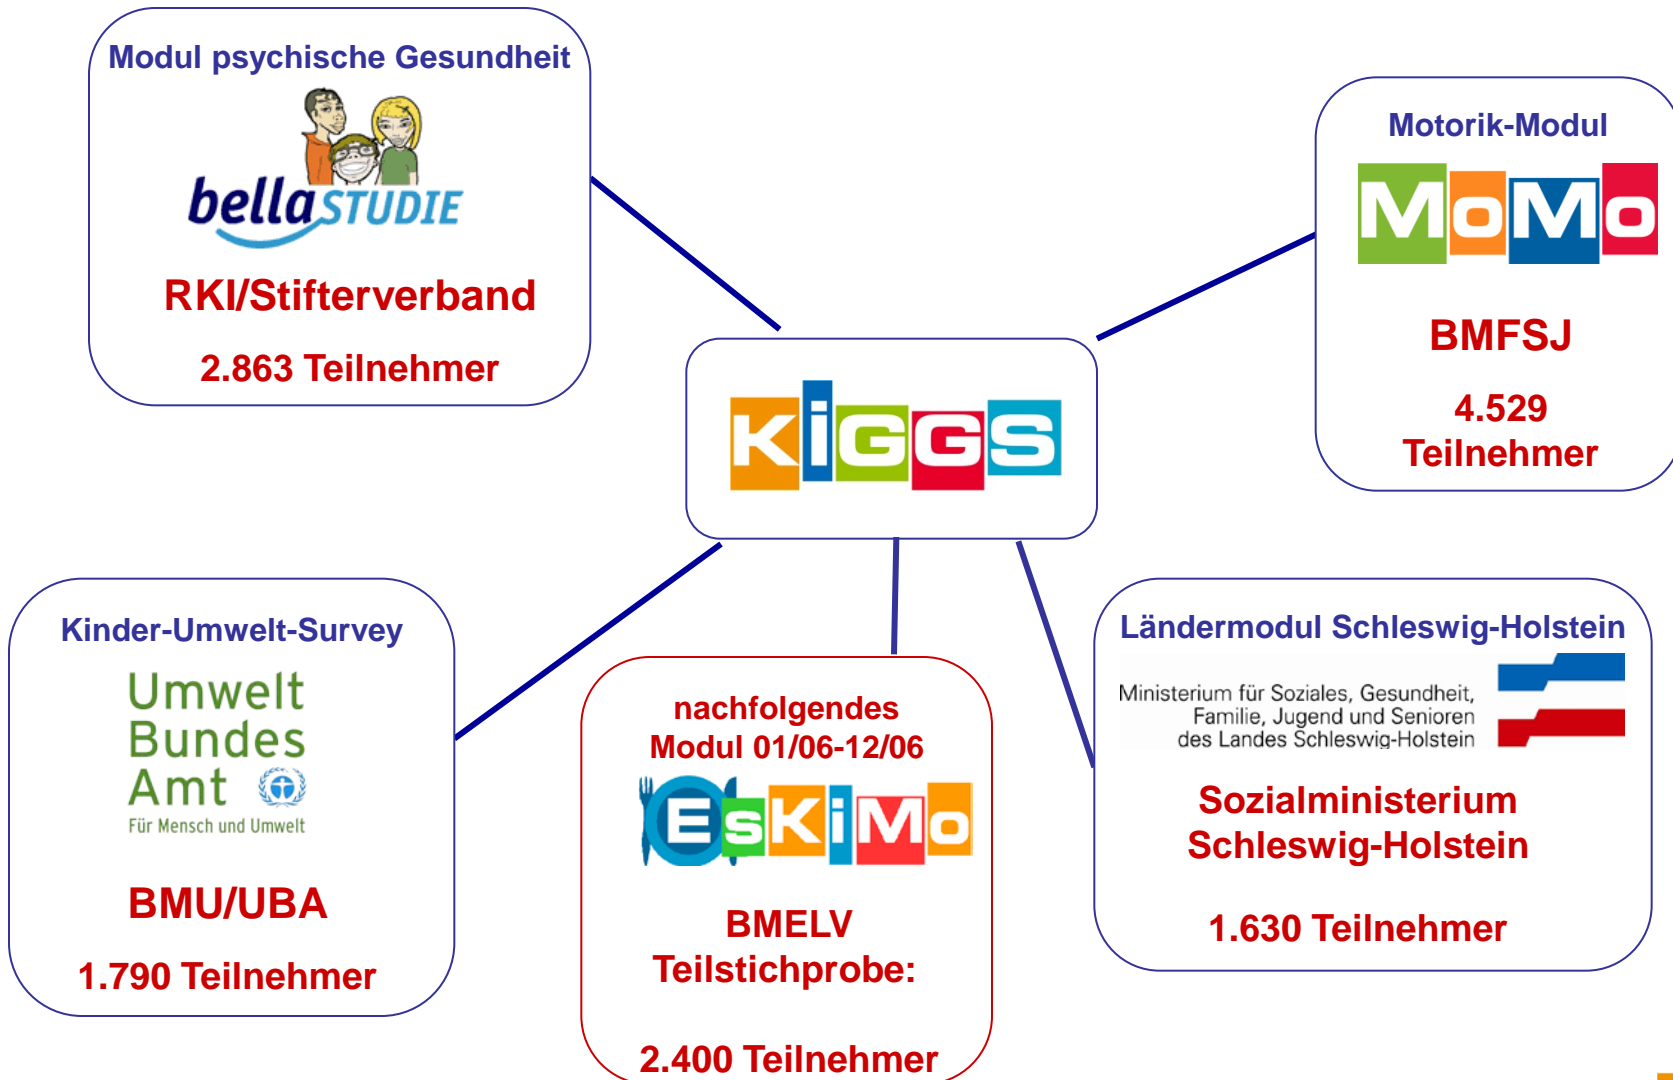 Modul psychische Gesundheit
bella STUDIE
RKI/Stifterverband
2.863 Teilnehmer
Motorik-Modul
MoMo
BMFSJ
4.529
Teilnehmer
KiGGS
Kinder-Umwelt-Survey
Umwelt
Bundes
Amt
Für Mensch und Umwelt
BMU/UBA
1.790 Teilnehmer
nachfolgendes
Modul 01/06-12/06
EsKiMo
BMELV
Teilstichprobe:
2.400 Teilnehmer
Ländermodul Schleswig-Holstein
Ministerium für Soziales, Gesundheit,
Familie, Jugend und Senioren
des Landes Schleswig-Holstein
Sozialministerium
Schleswig-Holstein
1.630 Teilnehmer